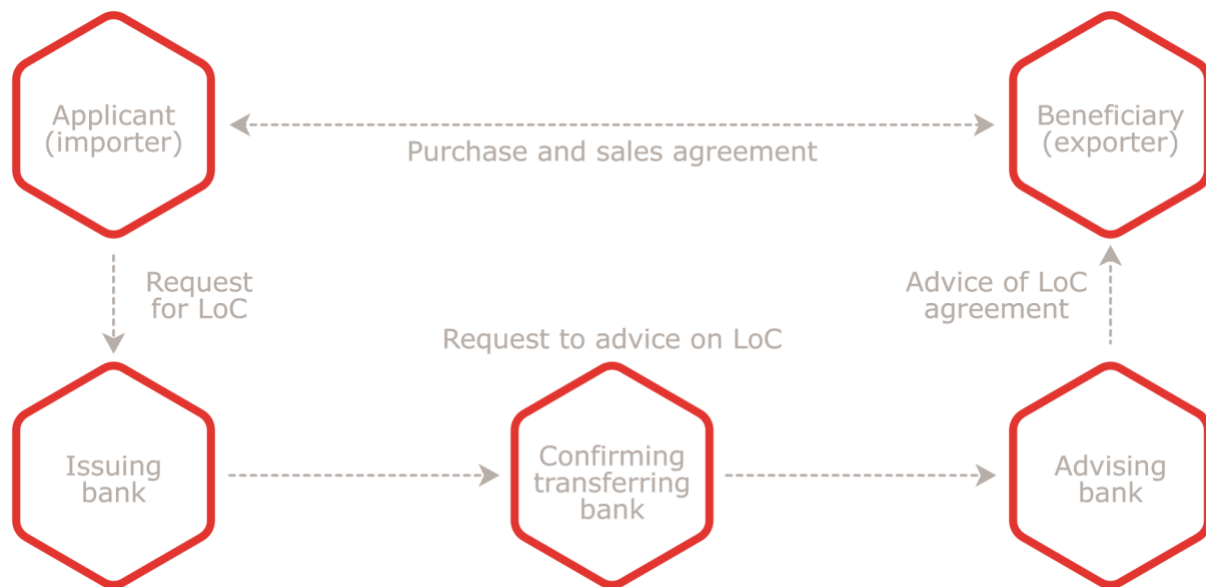 Applicant
(importer)
Purchase and sales agreement
Beneficiary
(exporter)
Request
for LoC
Advice of LoC
agreement
Request to advice on LoC
Issuing
bank
Confirming
transferring
bank
Advising
bank